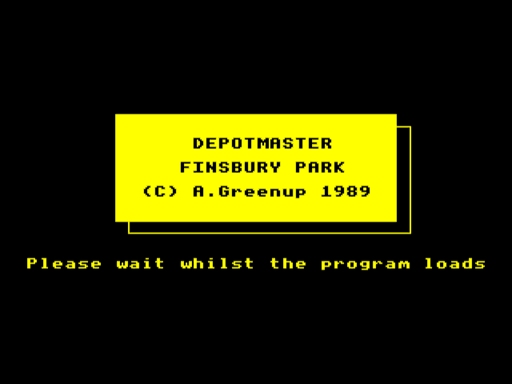 DEPOTMASTER
FINSBURY PARK
(C) A.Greenup 1989
Please wait whilst the program loads